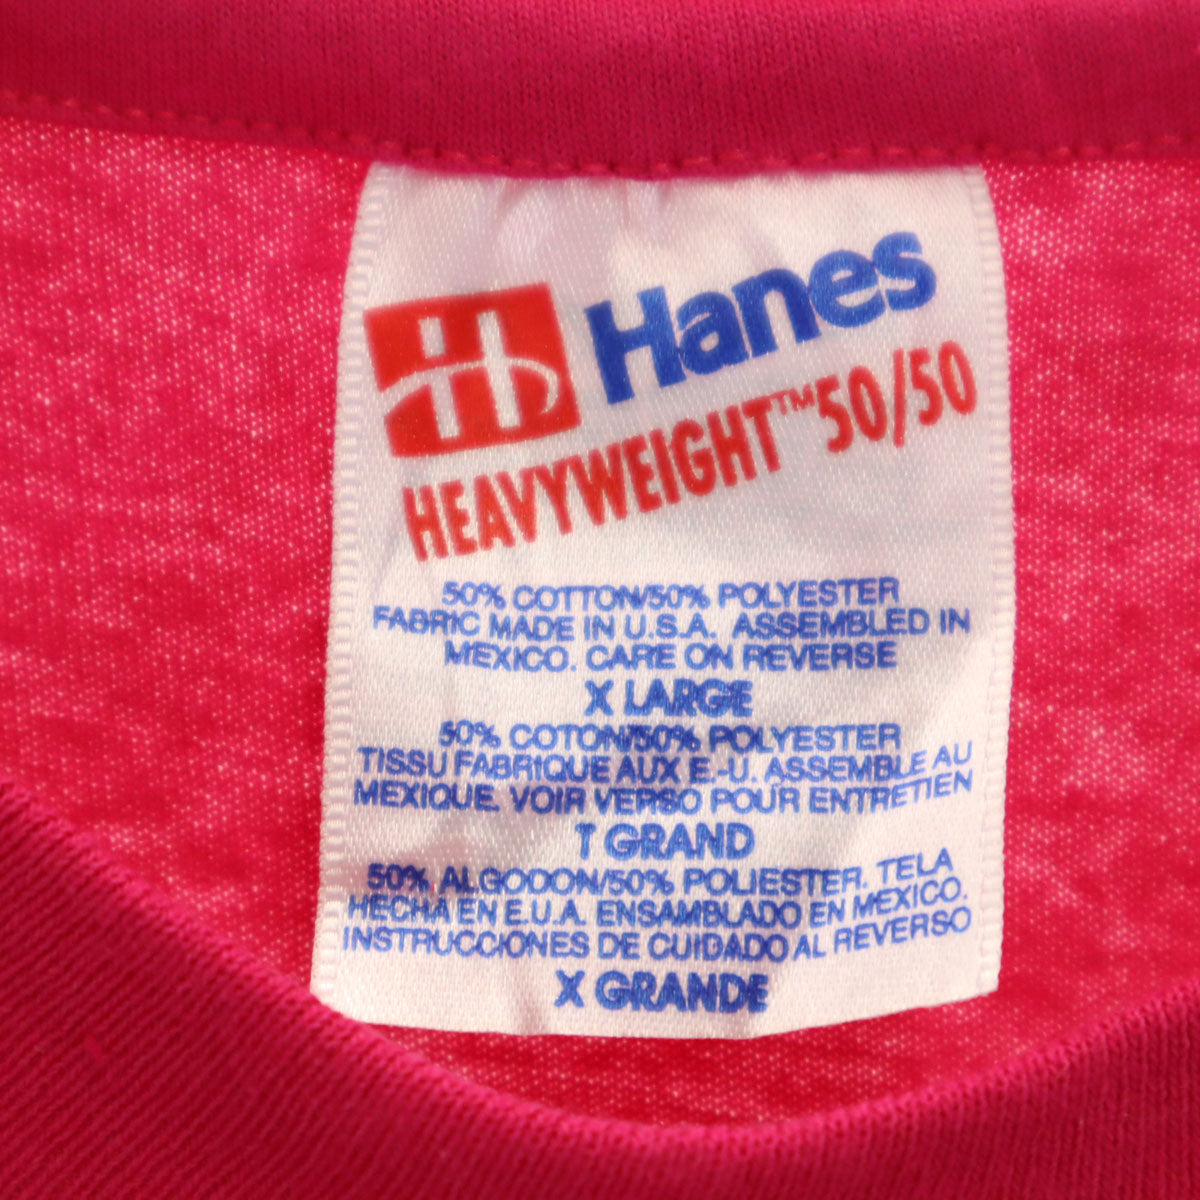 Hanes
HEAVYWEIGHT™ 50/50
50% COTTON/50% POLYESTER
FABRIC MADE IN U.S.A. ASSEMBLED IN
MEXICO. CARE ON REVERSE
X LARGE
50% COTON/50% POLYESTER
TISSU FABRIQUE AUX E.-U. ASSEMBLE AU
MEXIQUE. VOIR VERSO POUR ENTRETIEN
T GRAND
50% ALGODON/50% POLIESTER. TELA
HECHA EN E.U.A. ENSAMBLADO EN MEXICO.
INSTRUCCIONES DE CUIDADO AL REVERSO
X GRANDE